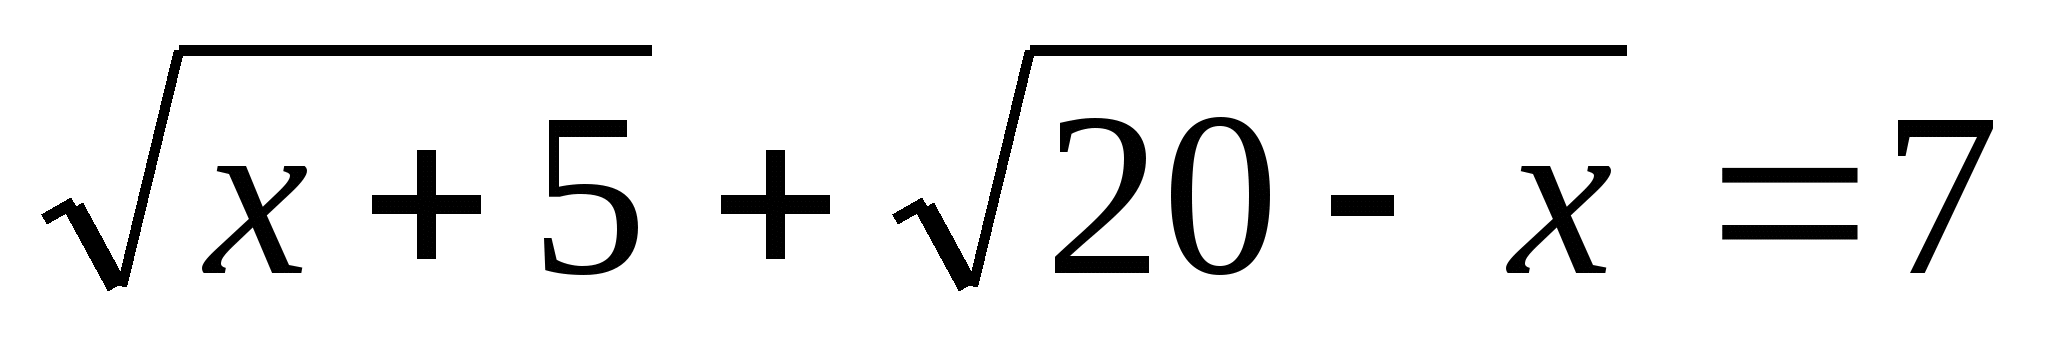 √(x + 5) + √(20 - x) = 7